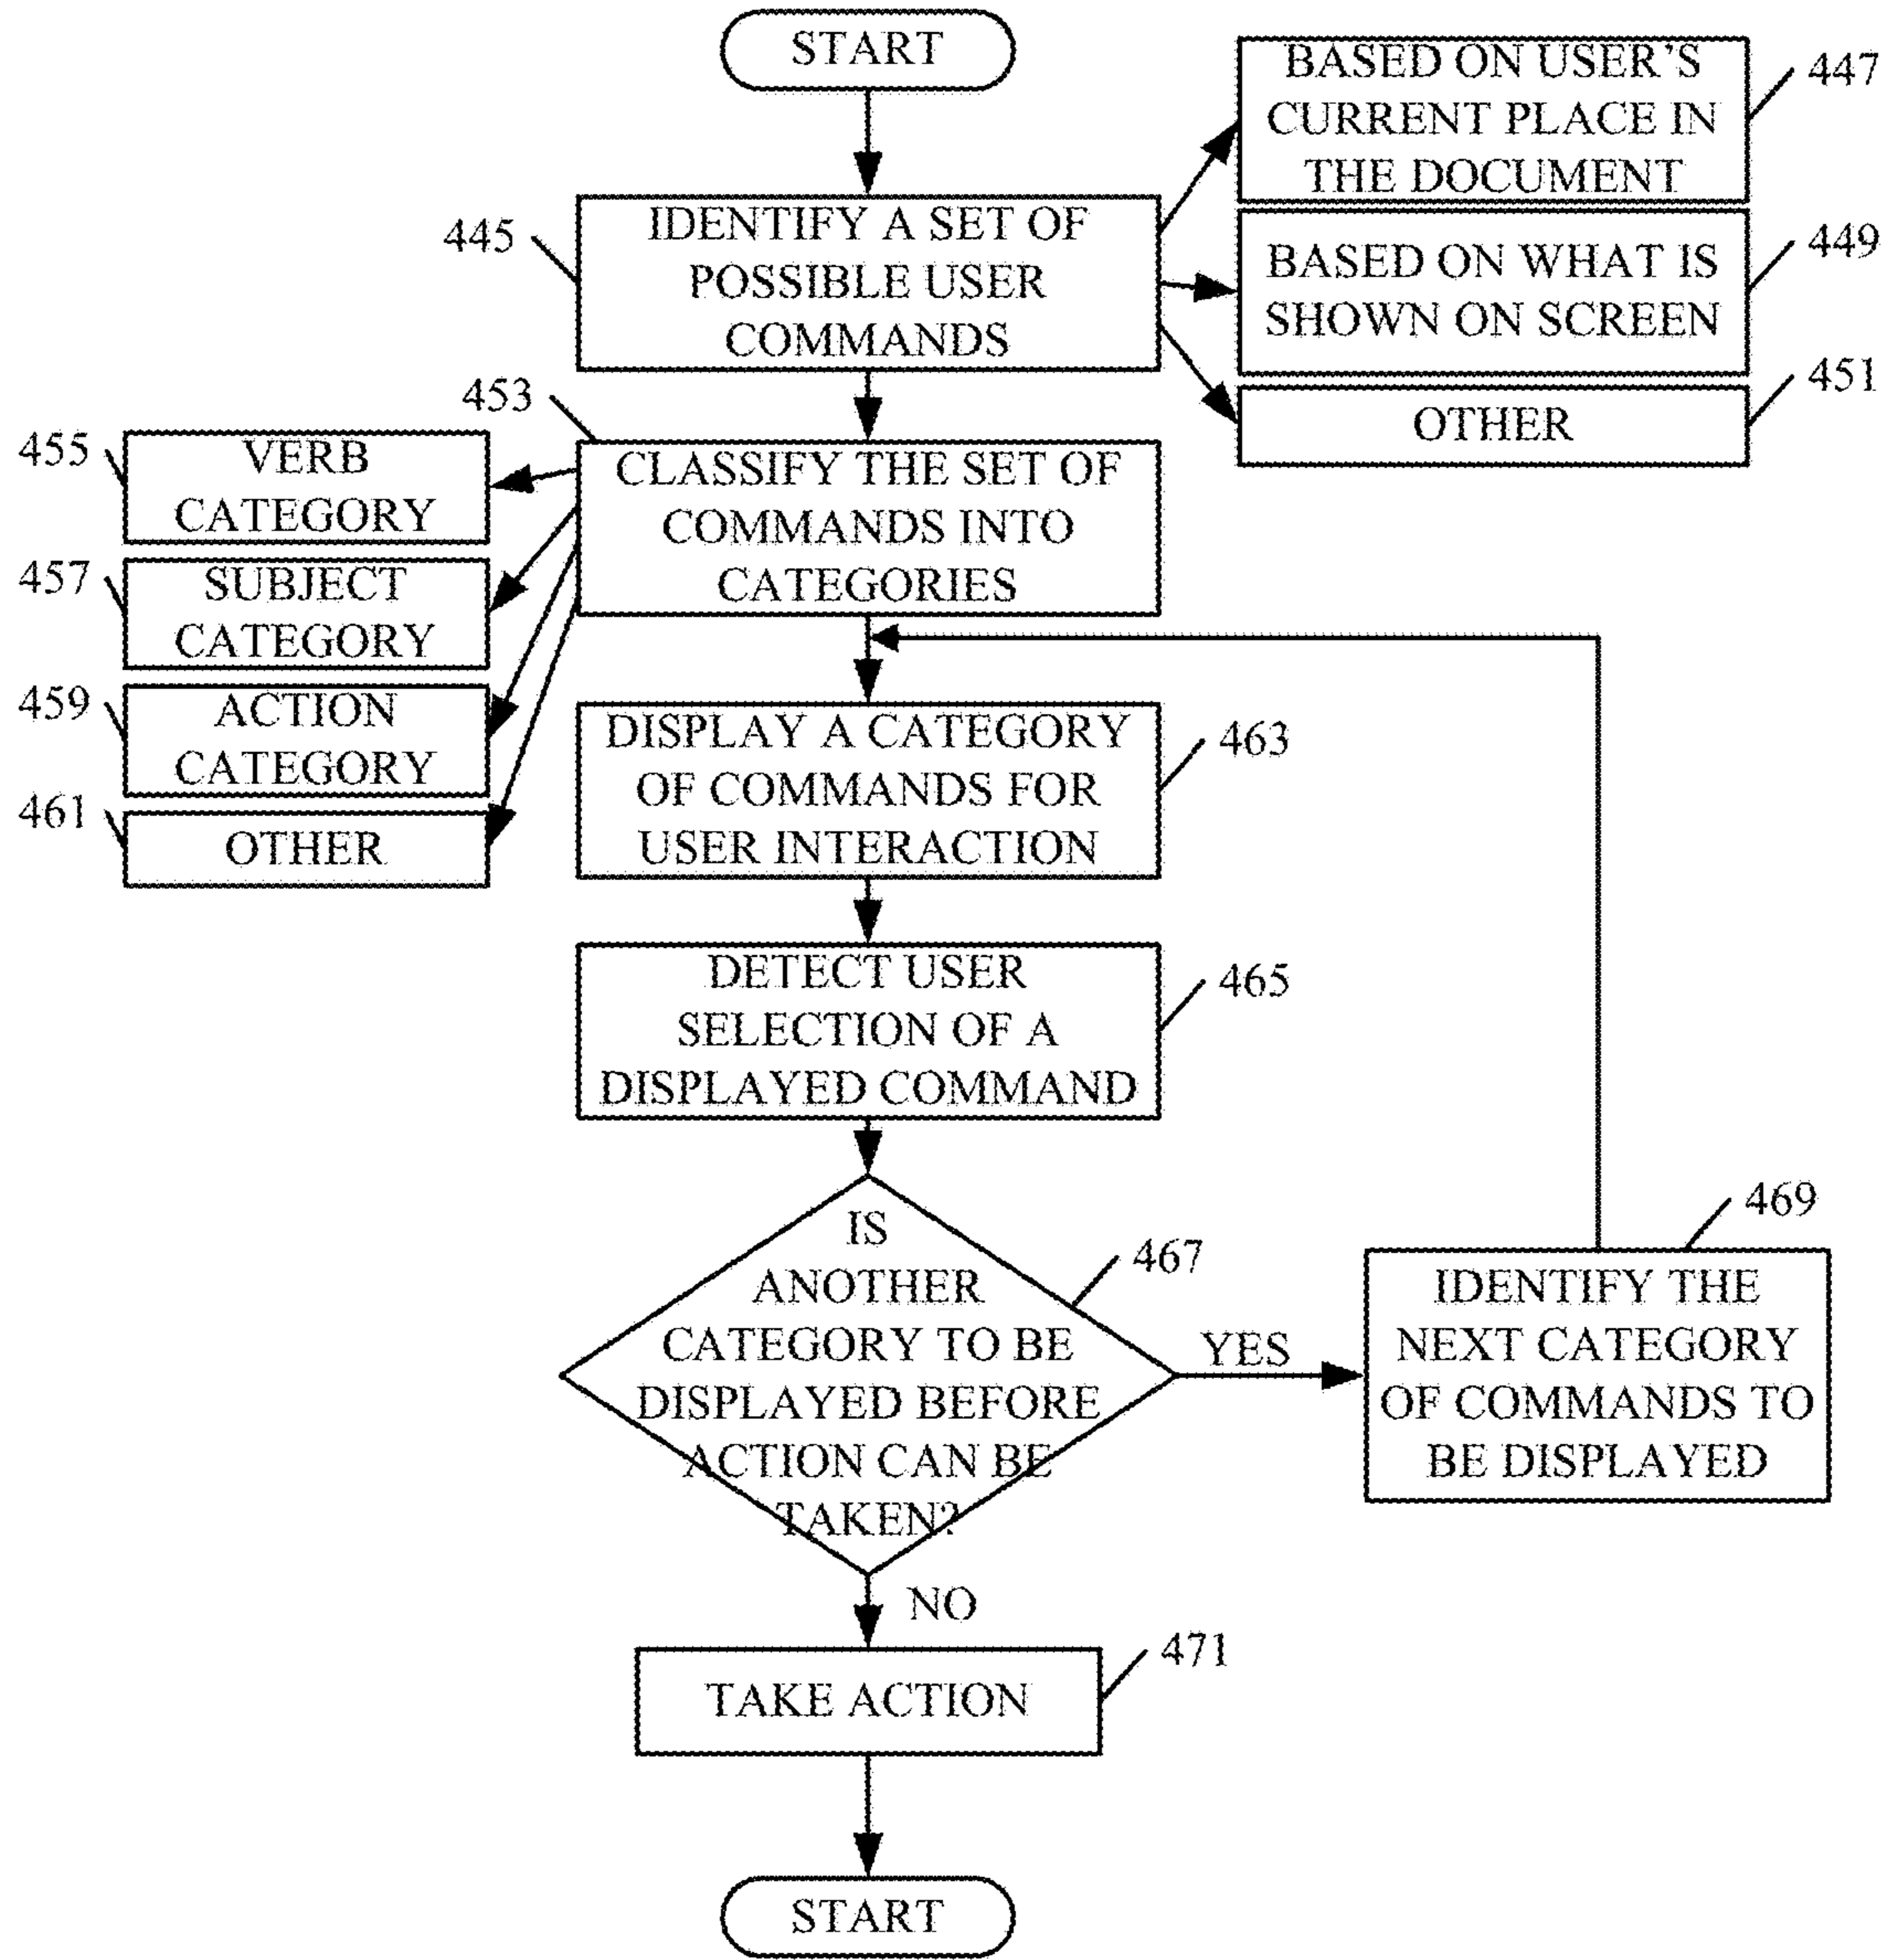 START
BASED ON USER'S
CURRENT PLACE IN
THE DOCUMENT
447
445
IDENTIFY A SET OF
POSSIBLE USER
COMMANDS
BASED ON WHAT IS
SHOWN ON SCREEN
449
OTHER
451
453
CLASSIFY THE SET OF
COMMANDS INTO
CATEGORIES
455
VERB
CATEGORY
457
SUBJECT
CATEGORY
459
ACTION
CATEGORY
461
OTHER
DISPLAY A CATEGORY
OF COMMANDS FOR
USER INTERACTION
463
DETECT USER
SELECTION OF A
DISPLAYED COMMAND
465
IS
ANOTHER
CATEGORY TO BE
DISPLAYED BEFORE
ACTION CAN BE
TAKEN?
467
YES
469
IDENTIFY THE
NEXT CATEGORY
OF COMMANDS TO
BE DISPLAYED
NO
TAKE ACTION
471
START